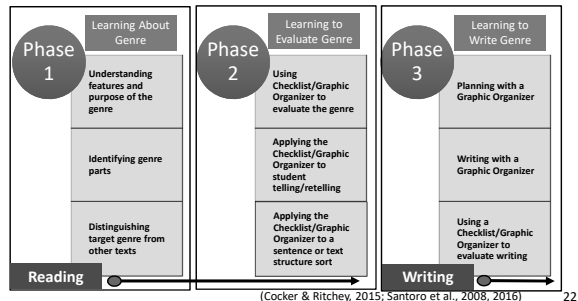 Phase
1
Learning About
Genre
Understanding
features and
purpose of the
genre
Identifying genre
parts
Distinguishing
target genre from
other texts
Reading
Phase
2
Learning to
Evaluate Genre
Using
Checklist/Graphic
Organizer to
evaluate the genre
Applying the
Checklist/Graphic
Organizer to
student
telling/retelling
Applying the
Checklist/Graphic
Organizer to a
sentence or text
structure sort
Phase
3
Learning to
Write Genre
Planning with a
Graphic Organizer
Writing with a
Graphic Organizer
Using a
Checklist/Graphic
Organizer to
evaluate writing
Writing
(Cocker & Ritchey, 2015; Santoro et al., 2008, 2016)
22